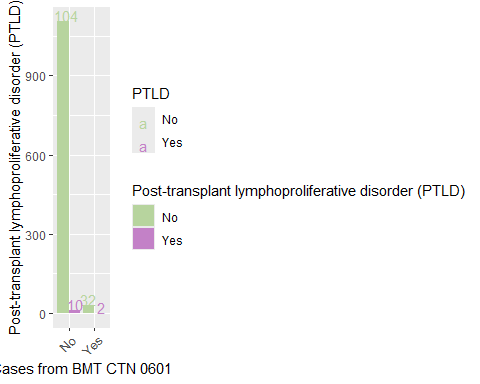 Post-transplant lymphoproliferative disorder (PTLD)
900
600
300
0
104
10
32
2
No
Yes
Cases from BMT CTN 0601
PTLD
a No
a Yes
Post-transplant lymphoproliferative disorder (PTLD)
No
Yes